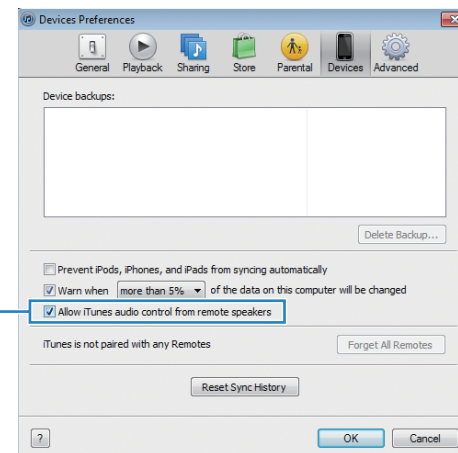 Devices Preferences
General Playback Sharing Store Parental Devices Advanced
Device backups:
Delete Backup...
Prevent iPods, iPhones, and iPads from syncing automatically
Warn when more than 5% of the data on this computer will be changed
Allow iTunes audio control from remote speakers
iTunes is not paired with any Remotes Forget All Remotes
Reset Sync History
? OK Cancel